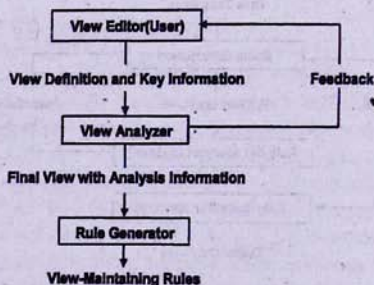 View Editor(User)
View Definition and Key Information
Feedback
View Analyzer
Final View with Analysis Information
Rule Generator
View-Maintaining Rules